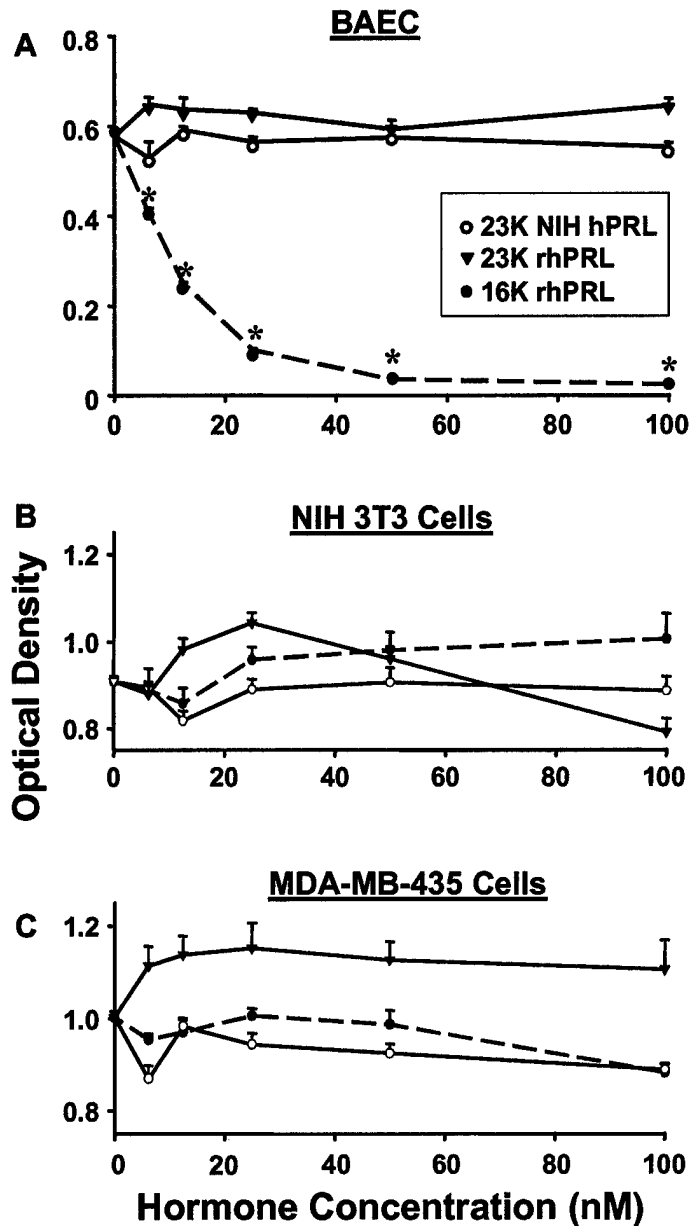 A
BAEC
0.8
0.6
0.4
0.2
0
* * * * *
23K NIH hPRL
23K rhPRL
16K rhPRL
0 20 40 60 80 100
B
NIH 3T3 Cells
1.2
1.0
0.8
0 20 40 60 80 100
Optical Density
C
MDA-MB-435 Cells
1.2
1.0
0.8
0 20 40 60 80 100
Hormone Concentration (nM)